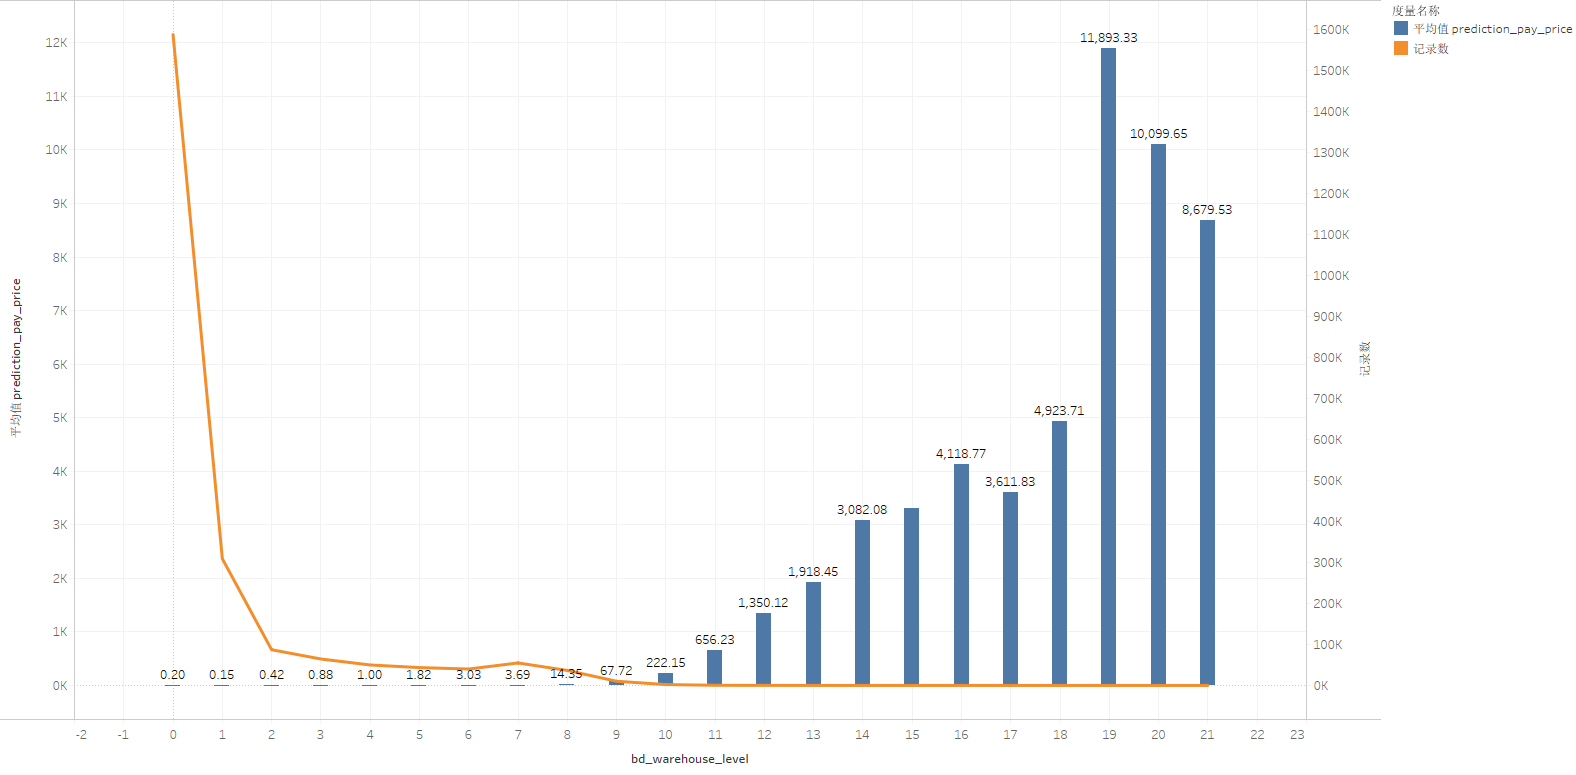 度量名称
平均值 prediction_pay_price
记录数
平均值 prediction_pay_price
12K
11K
10K
9K
8K
7K
6K
5K
4K
3K
2K
1K
0K
0.20
0.15
0.42
0.88
1.00
1.82
3.03
3.69
14.35
67.72
222.15
656.23
1,350.12
1,918.45
3,082.08
4,118.77
3,611.83
4,923.71
11,893.33
10,099.65
8,679.53
1600K
1500K
1400K
1300K
1200K
1100K
1000K
900K
800K
700K
600K
500K
400K
300K
200K
100K
0K
记录数
-2 -1 0 1 2 3 4 5 6 7 8 9 10 11 12 13 14 15 16 17 18 19 20 21 22 23
bd_warehouse_level